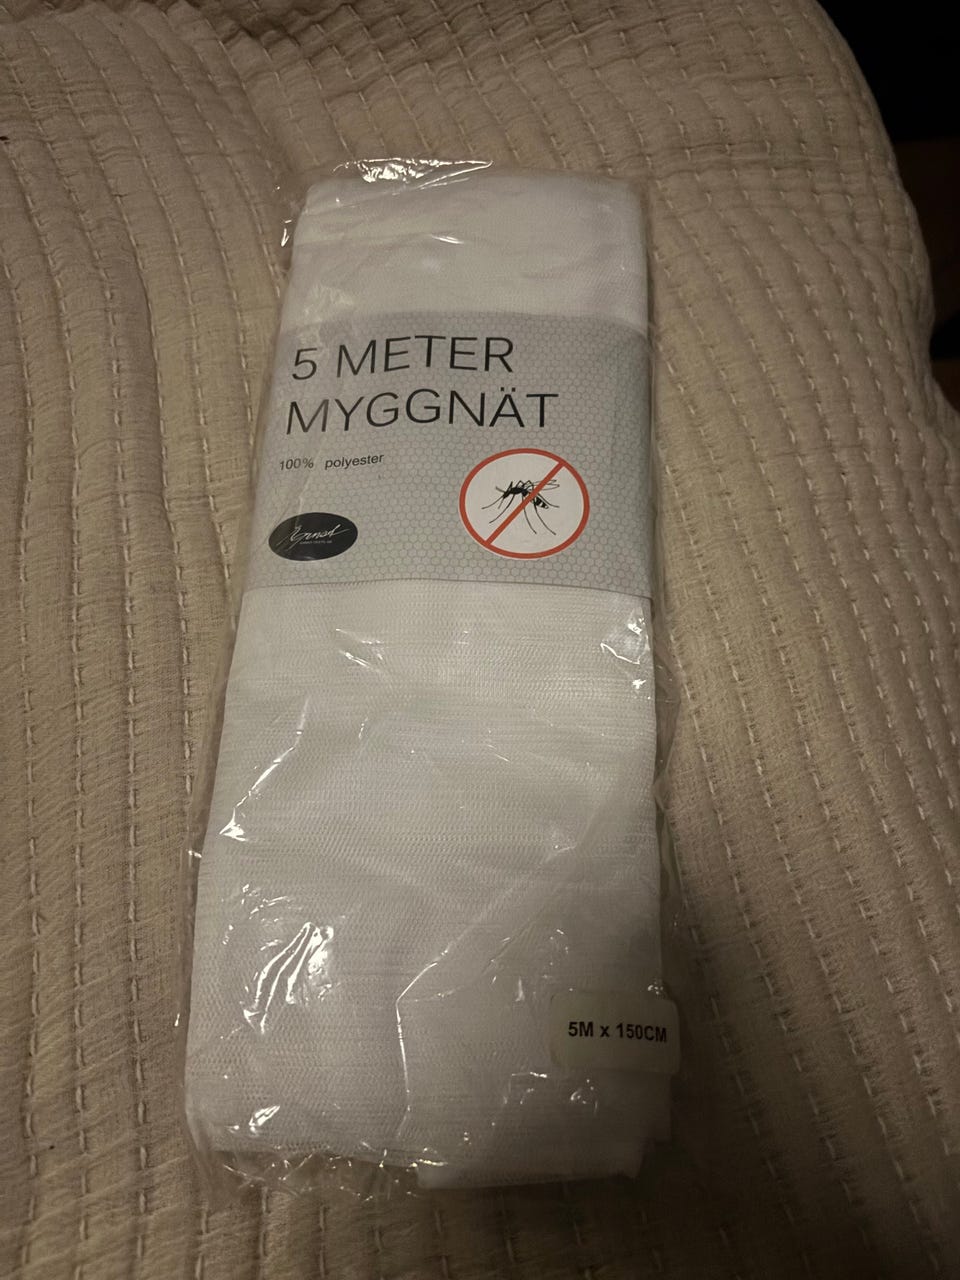 5 METER
MYGGNÄT
100% polyester
5M x 150CM